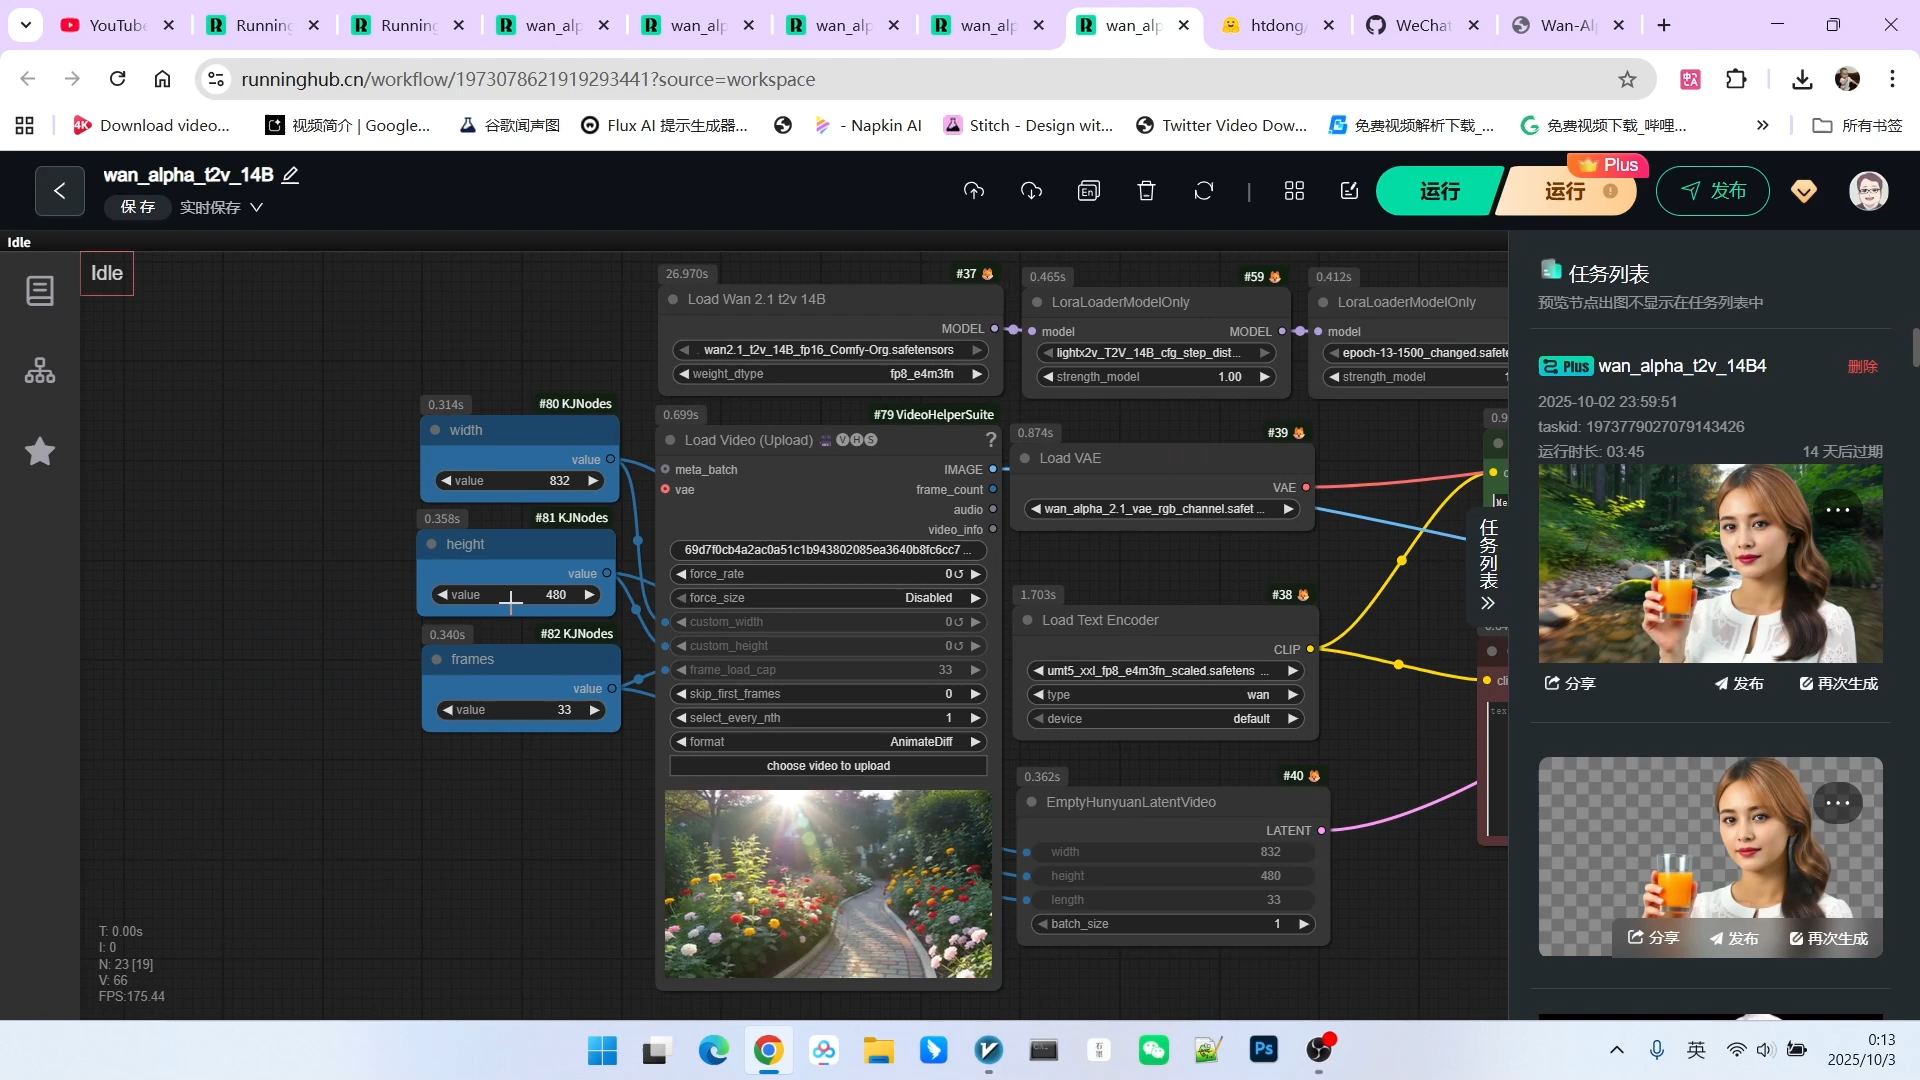 YouTube
Running
Running
wan_alp
wan_alp
wan_alp
wan_alp
wan_alp
htdong/
WeChat
Wan-Al
runninghub.cn/workflow/1973078621919293441?source=workspace
Download video...
视频简介 | Google...
谷歌闻声图
Flux AI 提示生成器...
- Napkin AI
Stitch - Design wit...
Twitter Video Dow...
免费视频解析下载_...
免费视频下载_哔哩...
所有书签
wan_alpha_t2v_14B
保 存
实时保存
En
运行
运行
Plus
发布
Idle
Idle
26.970s
#37
Load Wan 2.1 t2v 14B
MODEL
wan2.1_t2v_14B_fp16_Comfy-Org.safetensors
weight_dtype
fp8_e4m3fn
0.465s
#59
LoraLoaderModelOnly
model
MODEL
lightx2v_T2V_14B_cfg_step_dist...
strength_model
1.00
0.412s
LoraLoaderModelOnly
model
epoch-13-1500_changed.safete
strength_model
0.314s
#80 KJNodes
width
value
value
832
0.358s
#81 KJNodes
height
value
value
480
0.340s
#82 KJNodes
frames
value
value
33
0.699s
#79 VideoHelperSuite
Load Video (Upload)
VHS
?
meta_batch
IMAGE
vae
frame_count
audio
video_info
69d7f0cb4a2ac0a51c1b943802085ea3640b8fc6cc7 ...
force_rate
0
force_size
Disabled
custom_width
0
custom_height
0
frame_load_cap
33
skip_first_frames
0
select_every_nth
1
format
AnimateDiff
choose video to upload
0.874s
#39
Load VAE
VAE
wan_alpha_2.1_vae_rgb_channel.safet ...
1.703s
#38
Load Text Encoder
CLIP
umt5_xxl_fp8_e4m3fn_scaled.safetens ...
type
wan
device
default
0.362s
#40
EmptyHunyuanLatentVideo
LATENT
width
832
height
480
length
33
batch_size
1
任务列表
任务列表
预览节点出图不显示在任务列表中
Plus
wan_alpha_t2v_14B4
删除
2025-10-02 23:59:51
taskid: 1973779027079143426
运行时长: 03:45
14 天后过期
分享
发布
再次生成
分享
发布
再次生成
T: 0.00s
I: 0
N: 23 [19]
V: 66
FPS:175.44
Ps
英
0:13
2025/10/3